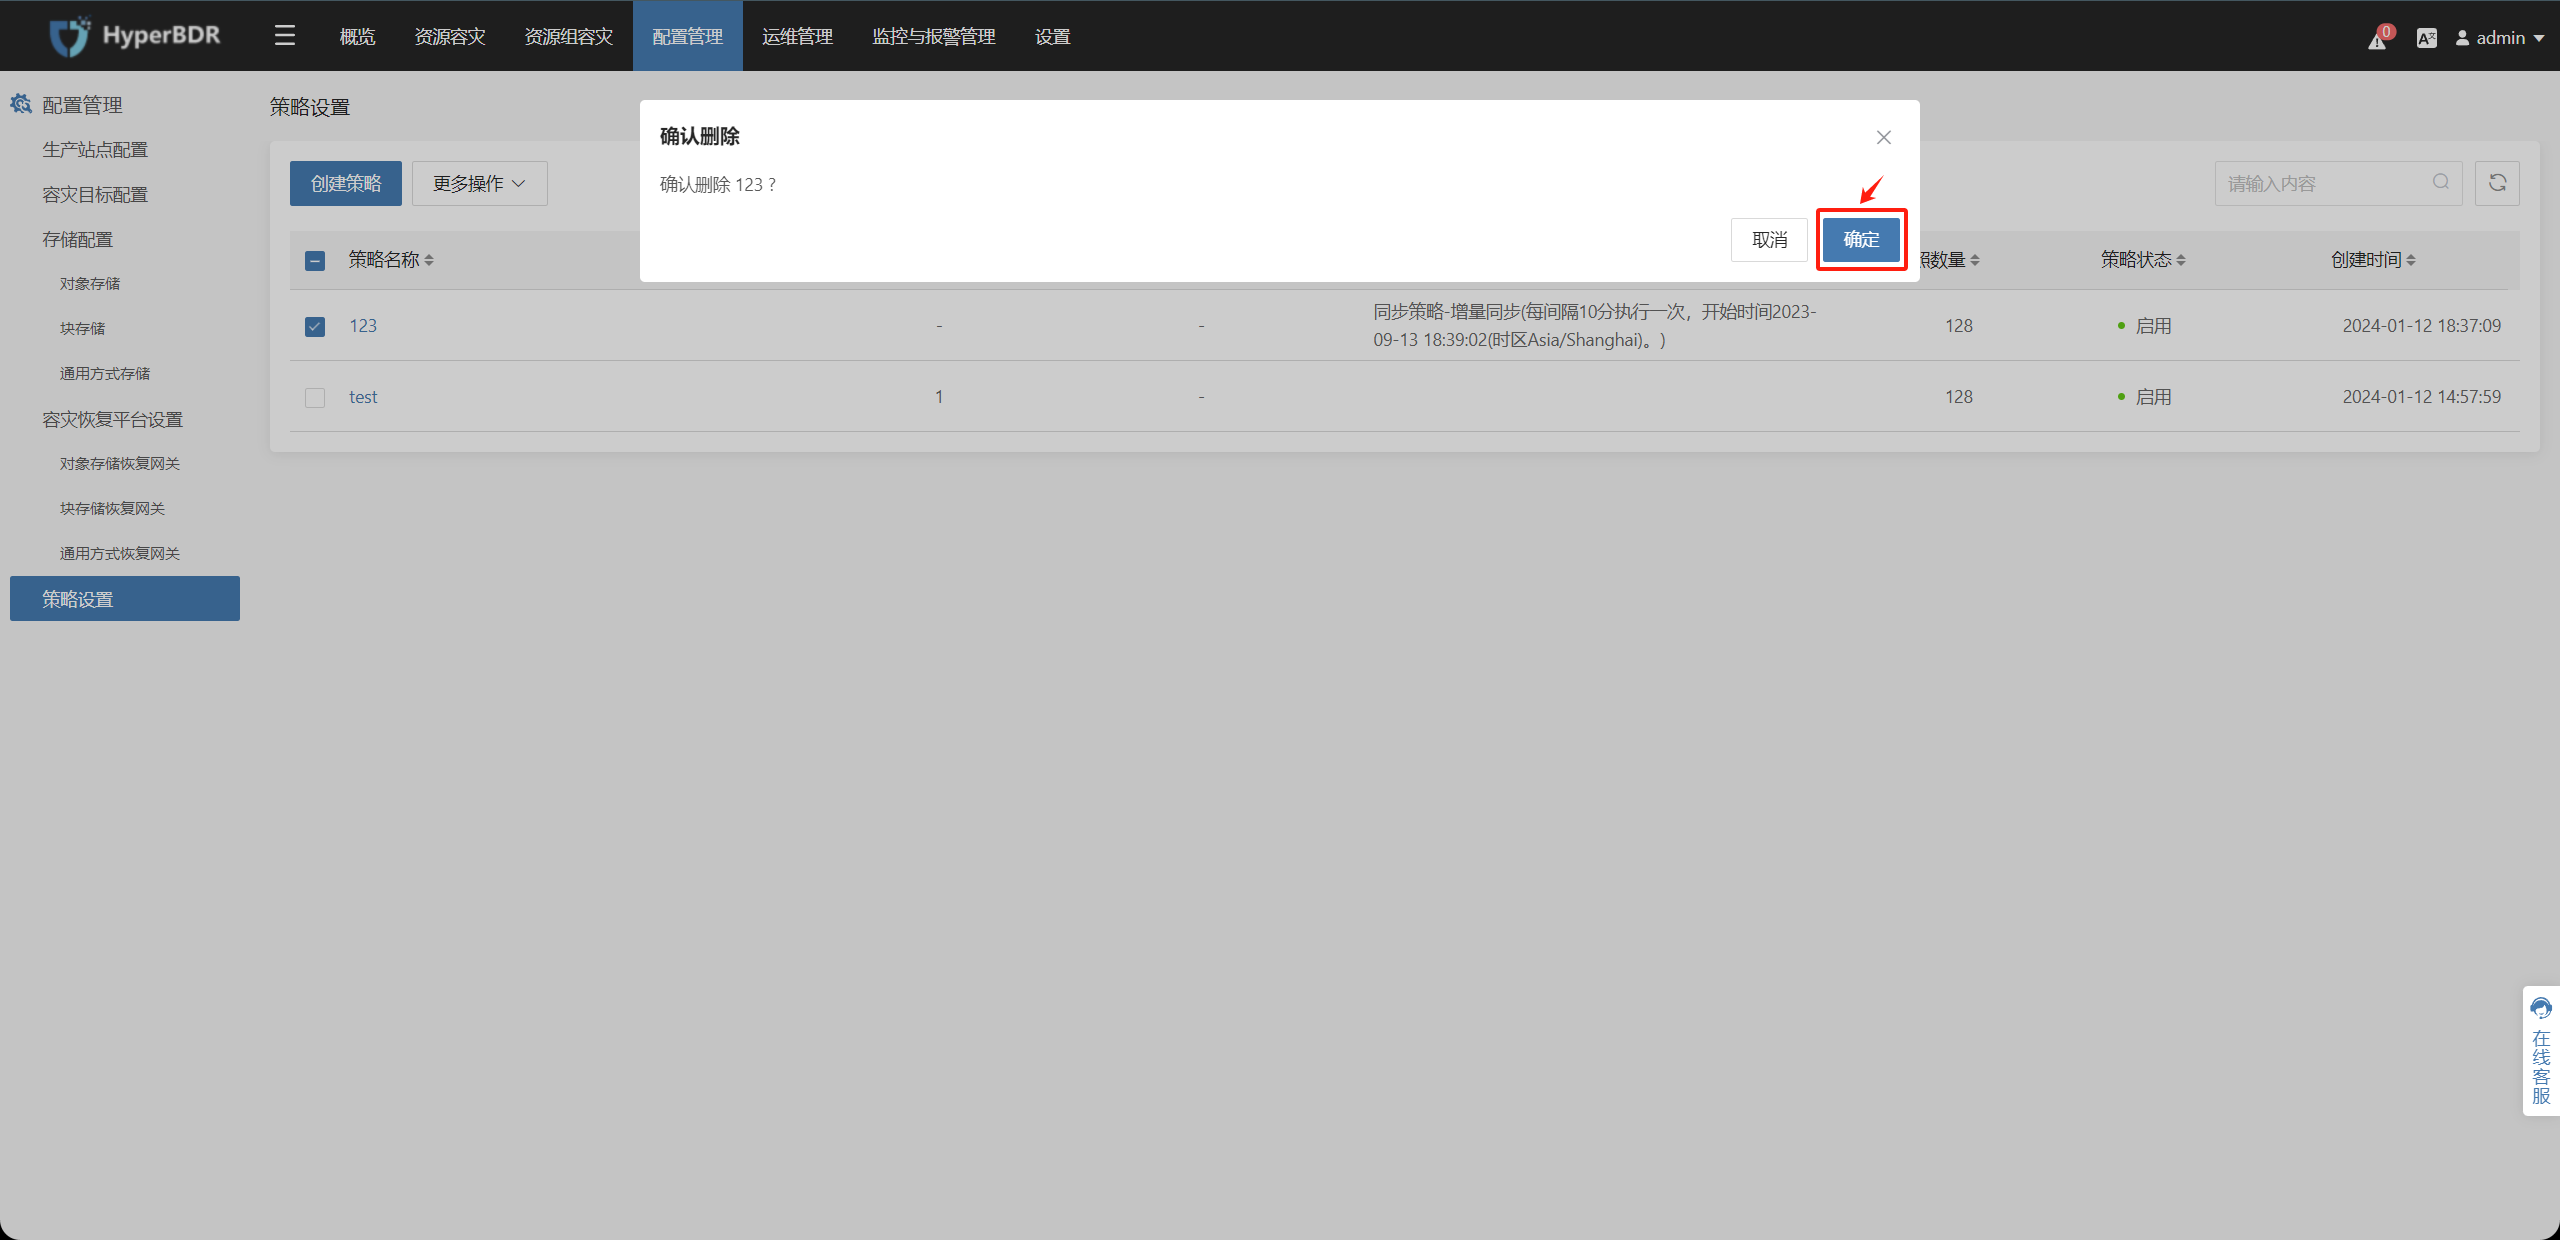 HyperBDR
概览
资源容灾
资源组容灾
配置管理
运维管理
监控与报警管理
设置
0
admin
配置管理
生产站点配置
容灾目标配置
存储配置
对象存储
块存储
通用方式存储
容灾恢复平台设置
对象存储恢复网关
块存储恢复网关
通用方式恢复网关
策略设置
策略设置
创建策略
更多操作
请输入内容
确认删除
确认删除 123 ?
取消
确定
策略名称
照数量
策略状态
创建时间
123
-
-
同步策略-增量同步(每间隔10分执行一次，开始时间2023-
09-13 18:39:02(时区Asia/Shanghai)。)
128
启用
2024-01-12 18:37:09
test
1
-
128
启用
2024-01-12 14:57:59
在线客服